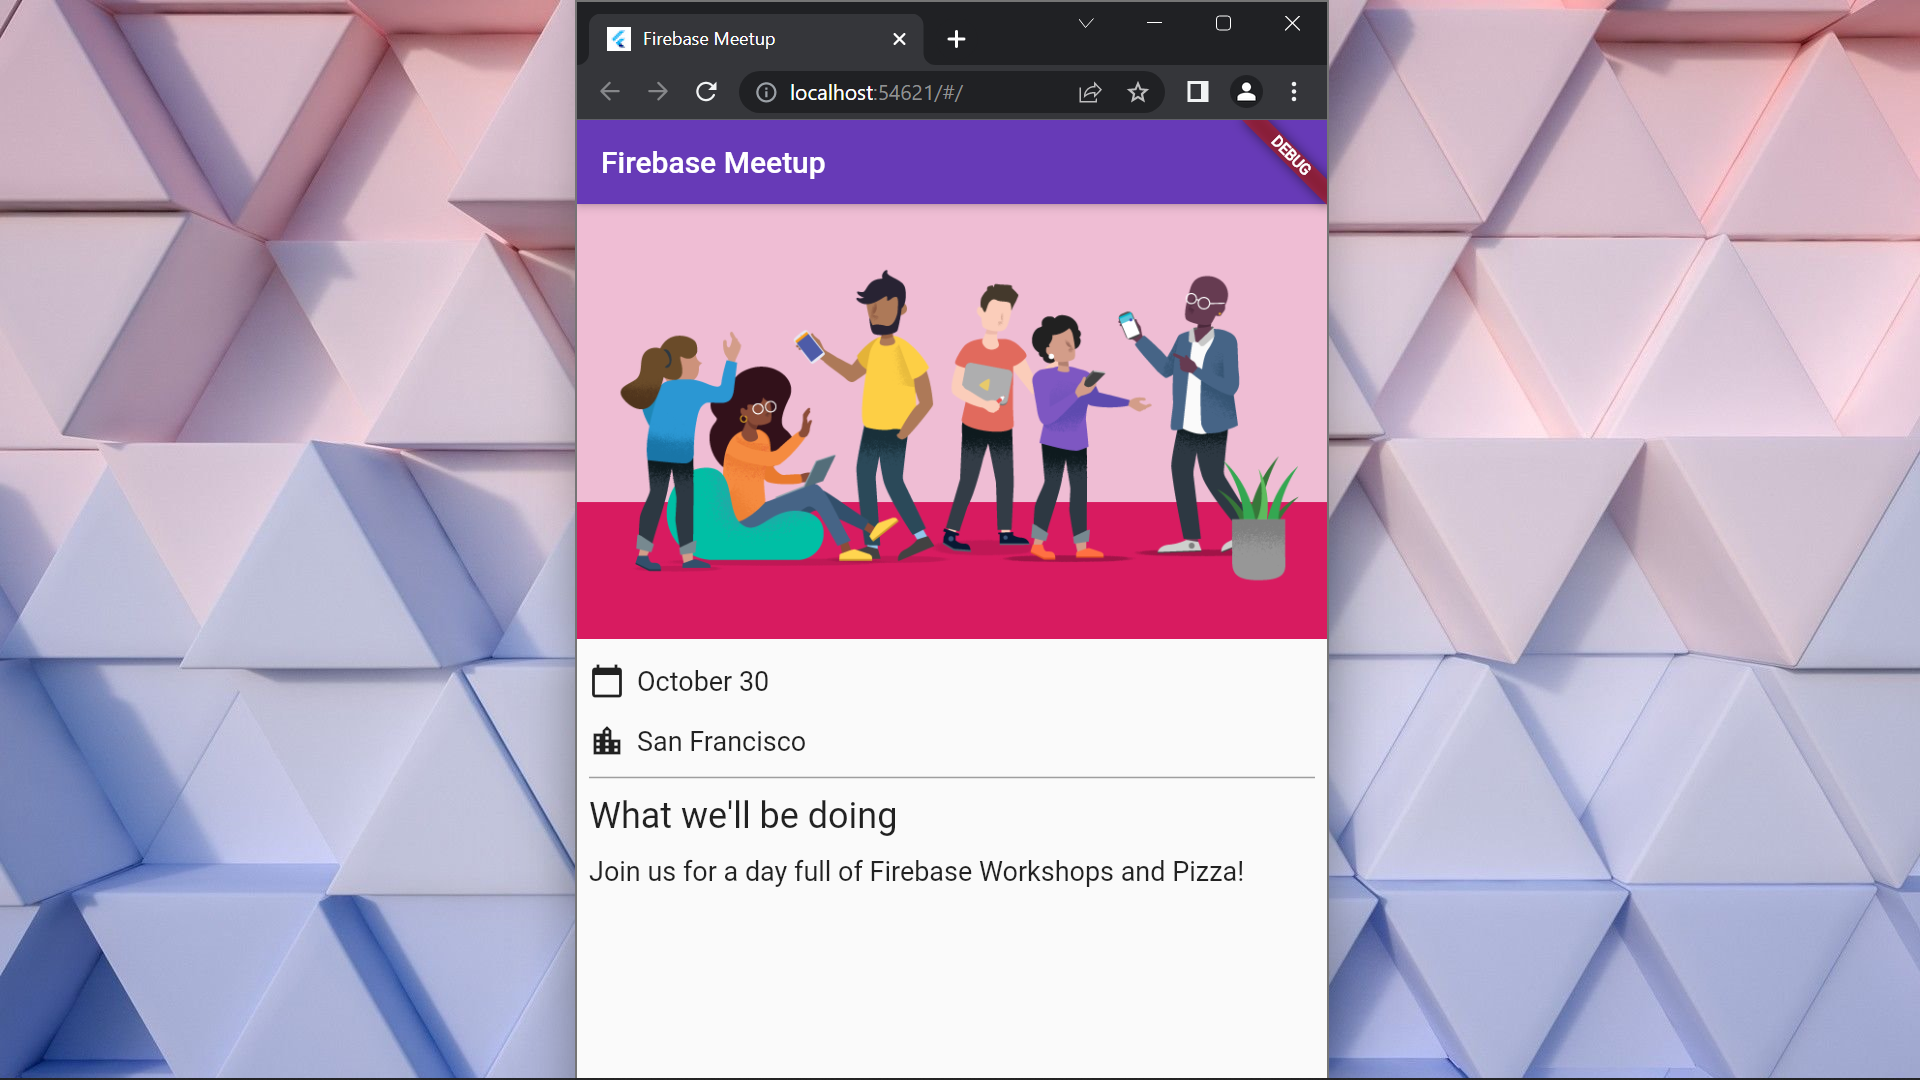 Firebase Meetup
localhost:54621/#/
Firebase Meetup
DEBUG
October 30
San Francisco
What we'll be doing
Join us for a day full of Firebase Workshops and Pizza!